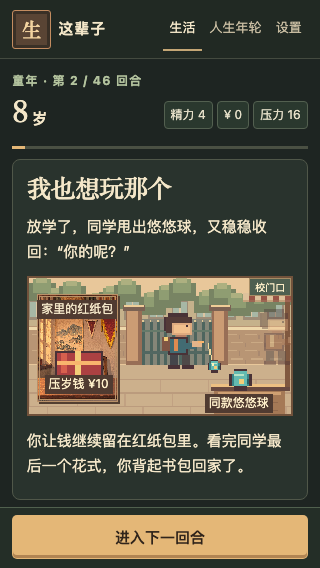 生 这辈子 生活 人生年轮 设置
童年 · 第 2 / 46 回合
8 岁 精力 4 ¥ 0 压力 16
我也想玩那个
放学了，同学甩出悠悠球，又稳稳收
回：“你的呢？”
校门口
家里的红纸包
压岁钱 ¥10
同款悠悠球
你让钱继续留在红纸包里。看完同学最
后一个花式，你背起书包回家了。
进入下一回合